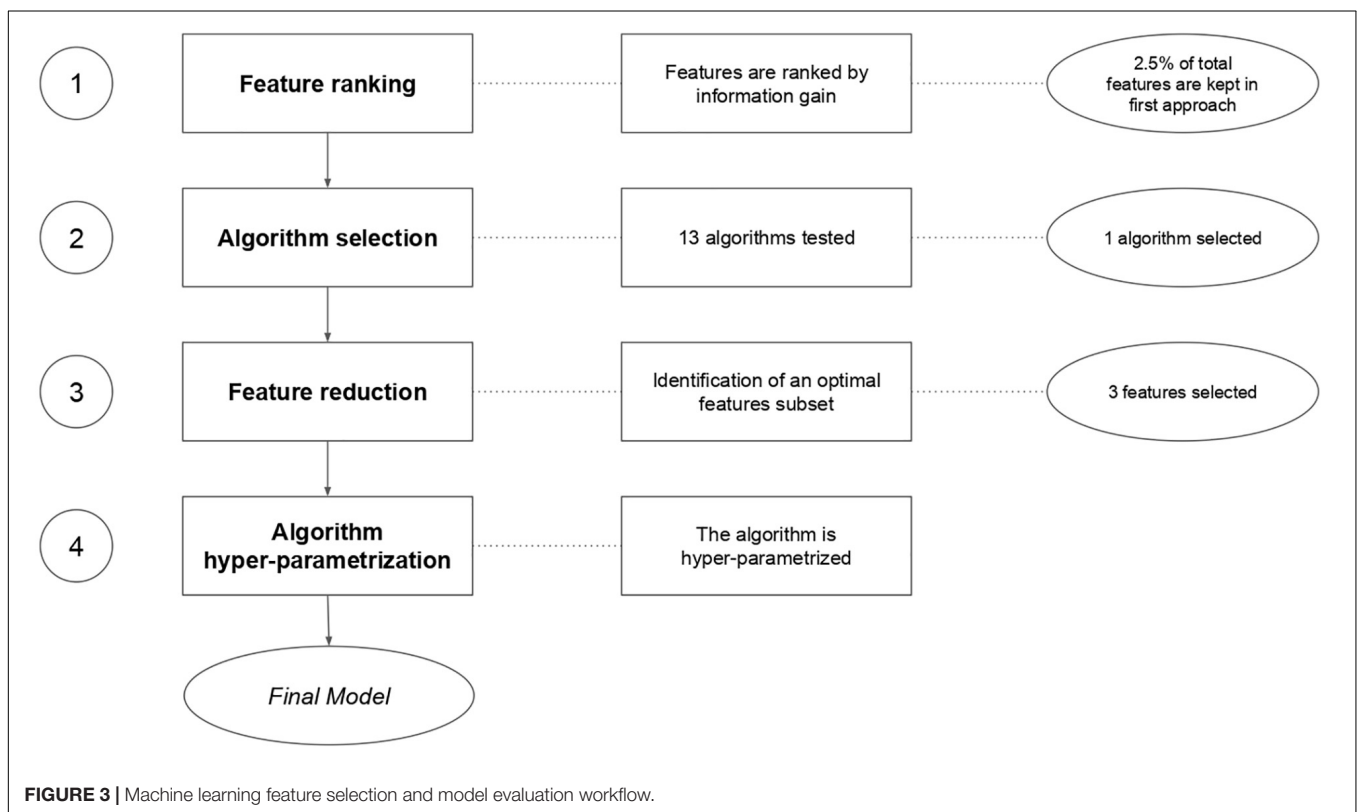 1
Feature ranking
Features are ranked by
information gain
2.5% of total
features are kept in
first approach
2
Algorithm selection
13 algorithms tested
1 algorithm selected
3
Feature reduction
Identification of an optimal
features subset
3 features selected
4
Algorithm
hyper-parametrization
The algorithm is
hyper-parametrized
Final Model
FIGURE 3 | Machine learning feature selection and model evaluation workflow.